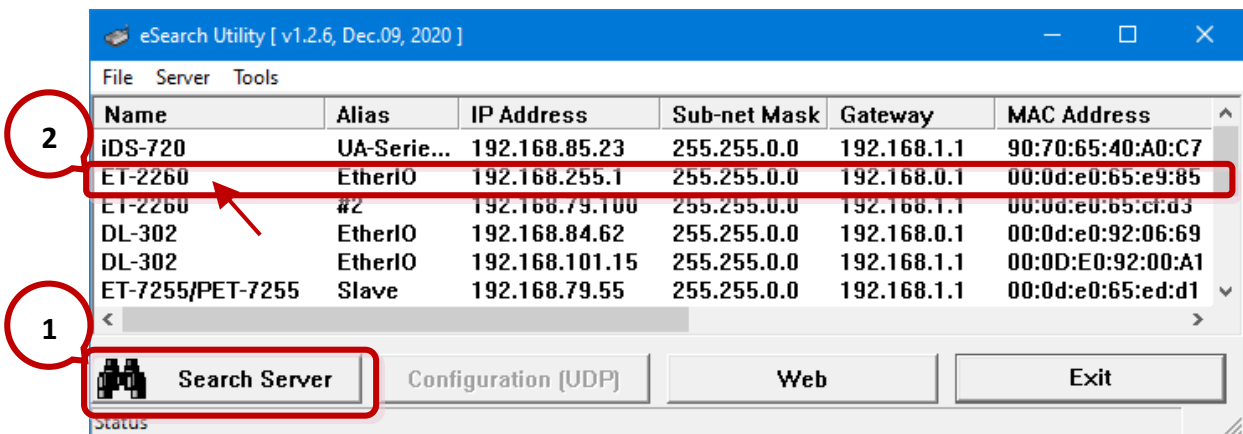 eSearch Utility [ v1.2.6, Dec.09, 2020 ]
File Server Tools
Name Alias IP Address Sub-net Mask Gateway MAC Address
2
iDS-720 UA-Serie... 192.168.85.23 255.255.0.0 192.168.1.1 90:70:65:40:A0:C7
ET-2260 EtherIO 192.168.255.1 255.255.0.0 192.168.0.1 00:0d:e0:65:e9:85
ET-2260 #2 192.168.79.100 255.255.0.0 192.168.1.1 00:0d:e0:65:cf:d3
DL-302 EtherIO 192.168.84.62 255.255.0.0 192.168.0.1 00:0d:e0:92:06:69
DL-302 EtherIO 192.168.101.15 255.255.0.0 192.168.1.1 00:0D:E0:92:00:A1
ET-7255/PET-7255 Slave 192.168.79.55 255.255.0.0 192.168.1.1 00:0d:e0:65:ed:d1
1
Search Server Configuration (UDP) Web Exit
Status